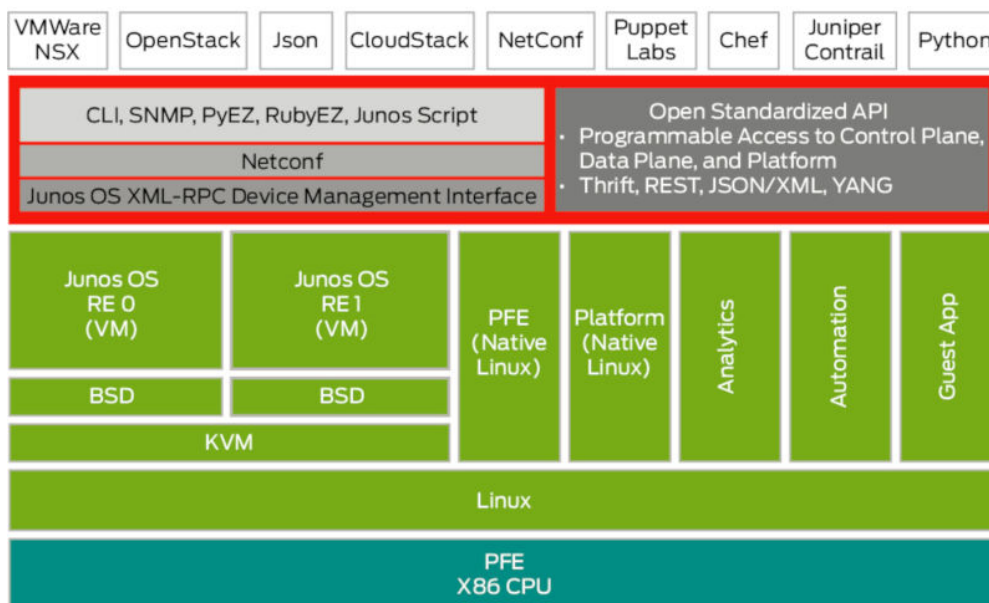 VMWare
NSX
OpenStack
Json
CloudStack
NetConf
Puppet
Labs
Chef
Juniper
Contrail
Python
CLI, SNMP, PyEZ, RubyEZ, Junos Script
Netconf
Junos OS XML-RPC Device Management Interface
Open Standardized API
• Programmable Access to Control Plane,
Data Plane, and Platform
• Thrift, REST, JSON/XML, YANG
Junos OS
RE 0
(VM)
Junos OS
RE 1
(VM)
BSD
BSD
KVM
PFE
(Native
Linux)
Platform
(Native
Linux)
Analytics
Automation
Guest App
Linux
PFE
X86 CPU